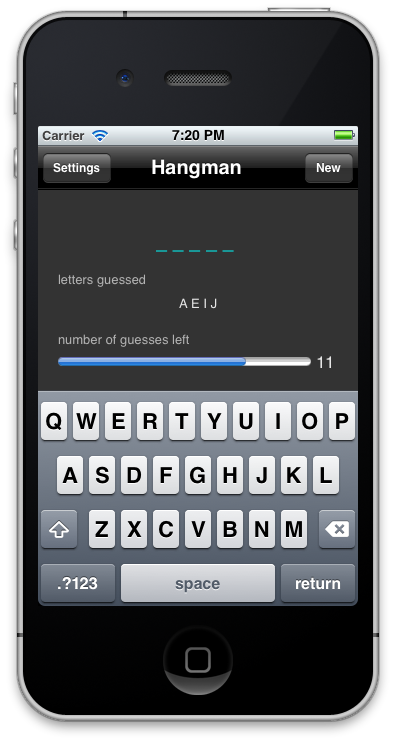 Carrier 7:20 PM
Settings Hangman New
_ _ _ _ _
letters guessed
A E I J
number of guesses left
11
Q W E R T Y U I O P
A S D F G H J K L
Z X C V B N M
.?123 space return